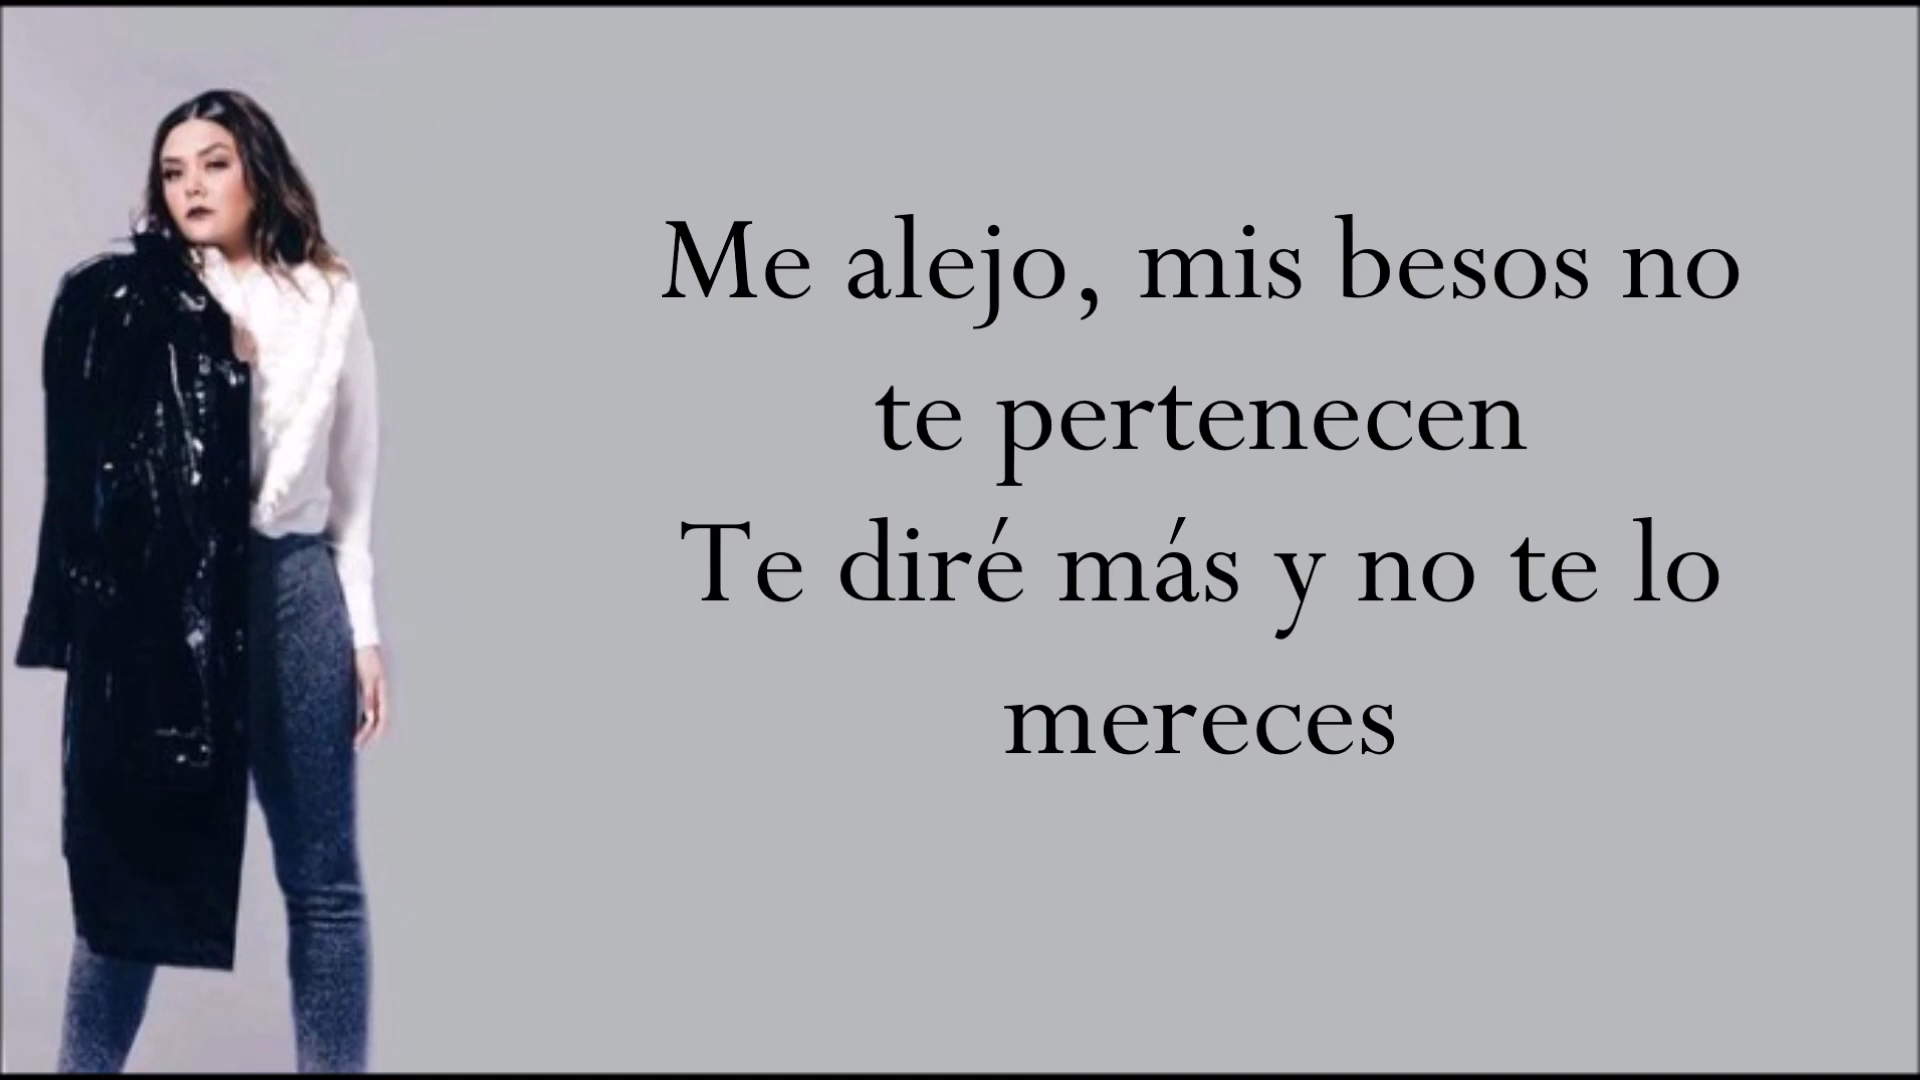 Me alejo, mis besos no
te pertenecen
Te diré más y no te lo
mereces